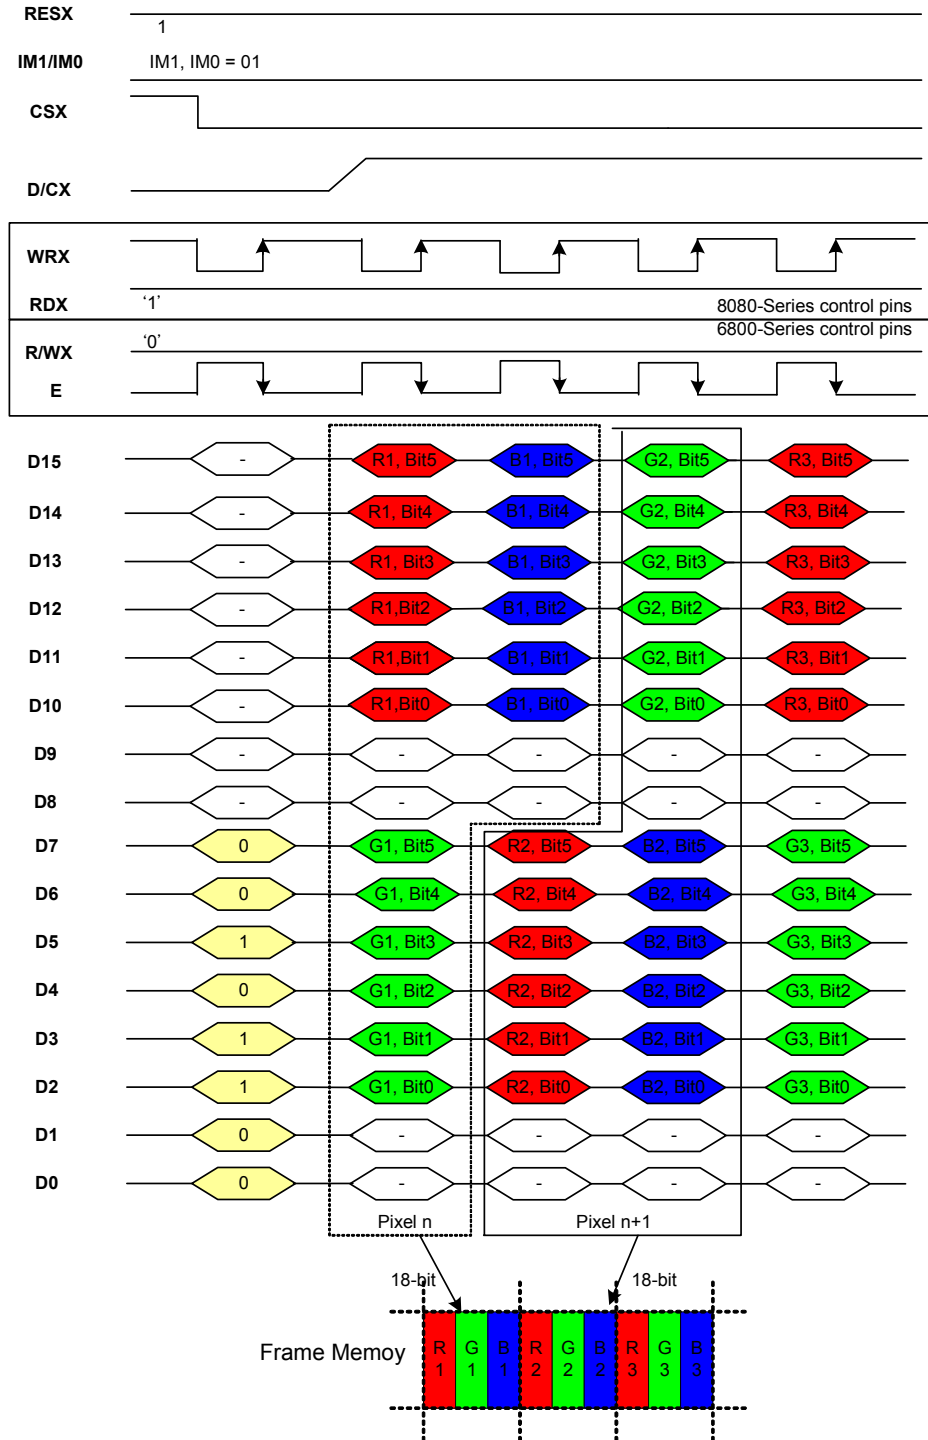 RESX
1
IM1/IM0 IM1, IM0 = 01
CSX
D/CX
WRX
RDX ‘1’ 8080-Series control pins
6800-Series control pins
R/WX ‘0’
E
D15 - R1, Bit5 B1, Bit5 G2, Bit5 R3, Bit5
D14 - R1, Bit4 B1, Bit4 G2, Bit4 R3, Bit4
D13 - R1, Bit3 B1, Bit3 G2, Bit3 R3, Bit3
D12 - R1,Bit2 B1, Bit2 G2, Bit2 R3, Bit2
D11 - R1,Bit1 B1, Bit1 G2, Bit1 R3, Bit1
D10 - R1,Bit0 B1, Bit0 G2, Bit0 R3, Bit0
D9 - - - - -
D8 - - - - -
D7 0 G1, Bit5 R2, Bit5 B2, Bit5 G3, Bit5
D6 0 G1, Bit4 R2, Bit4 B2, Bit4 G3, Bit4
D5 1 G1, Bit3 R2, Bit3 B2, Bit3 G3, Bit3
D4 0 G1, Bit2 R2, Bit2 B2, Bit2 G3, Bit2
D3 1 G1, Bit1 R2, Bit1 B2, Bit1 G3, Bit1
D2 1 G1, Bit0 R2, Bit0 B2, Bit0 G3, Bit0
D1 0 - - - -
D0 0 - - - -
Pixel n Pixel n+1
18-bit 18-bit
Frame Memoy
R G B R G B R G B
1 1 1 2 2 2 3 3 3